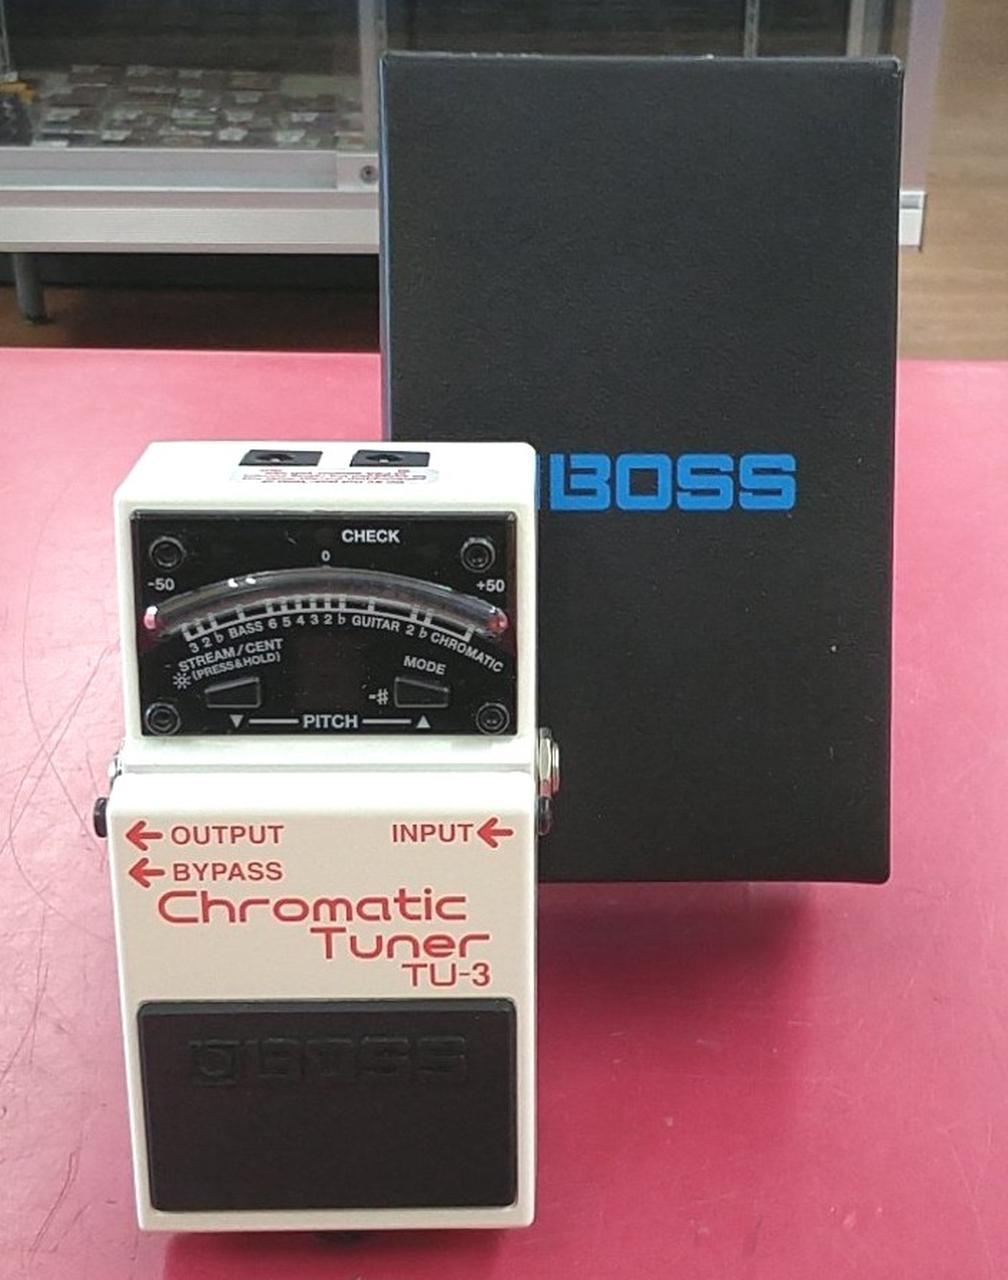 BOSS
CHECK
0
-50
+50
3 2 ♭ BASS 6 5 4 3 2 ♭ GUITAR 2 ♭ CHROMATIC
STREAM/CENT
(PRESS&HOLD)
MODE
-#
▼ PITCH ▲
← OUTPUT
INPUT ←
← BYPASS
Chromatic
Tuner
TU-3
BOSS